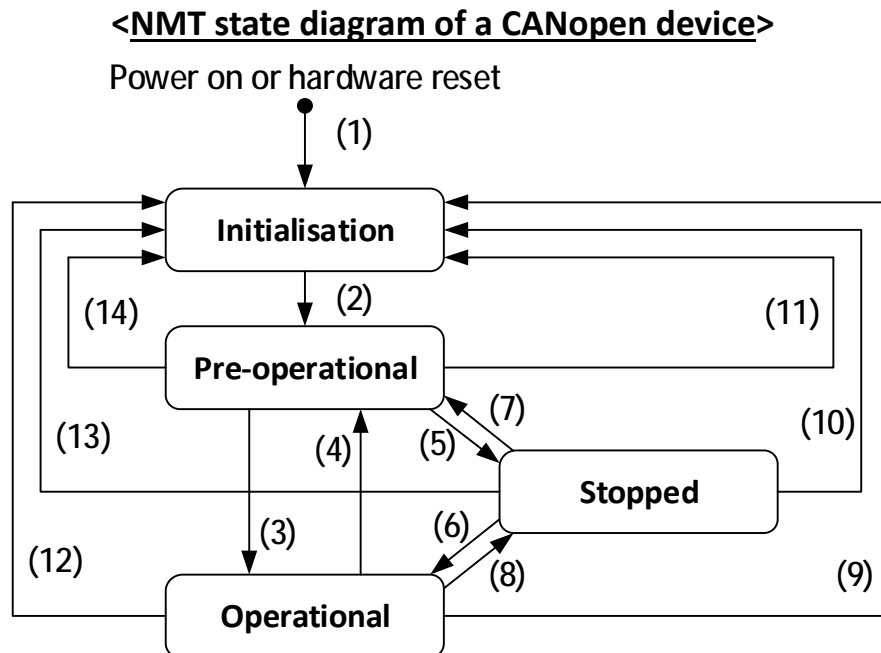 <NMT state diagram of a CANopen device>
Power on or hardware reset
(1)
Initialisation
(2)
(14)
(11)
Pre-operational
(7)
(13)
(4)
(5)
(10)
Stopped
(3)
(6)
(12)
(8)
(9)
Operational